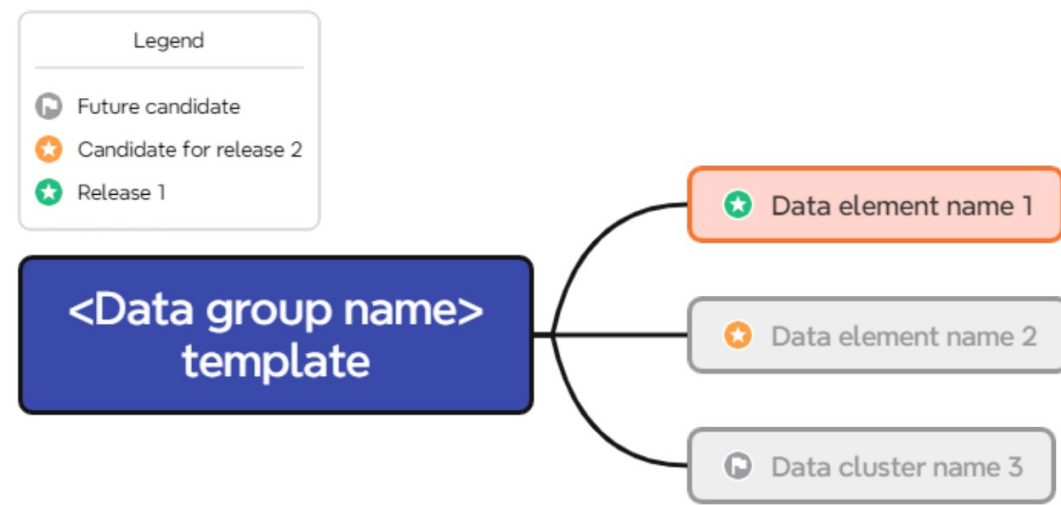 Legend
Future candidate
Candidate for release 2
Release 1
<Data group name>
template
Data element name 1
Data element name 2
Data cluster name 3